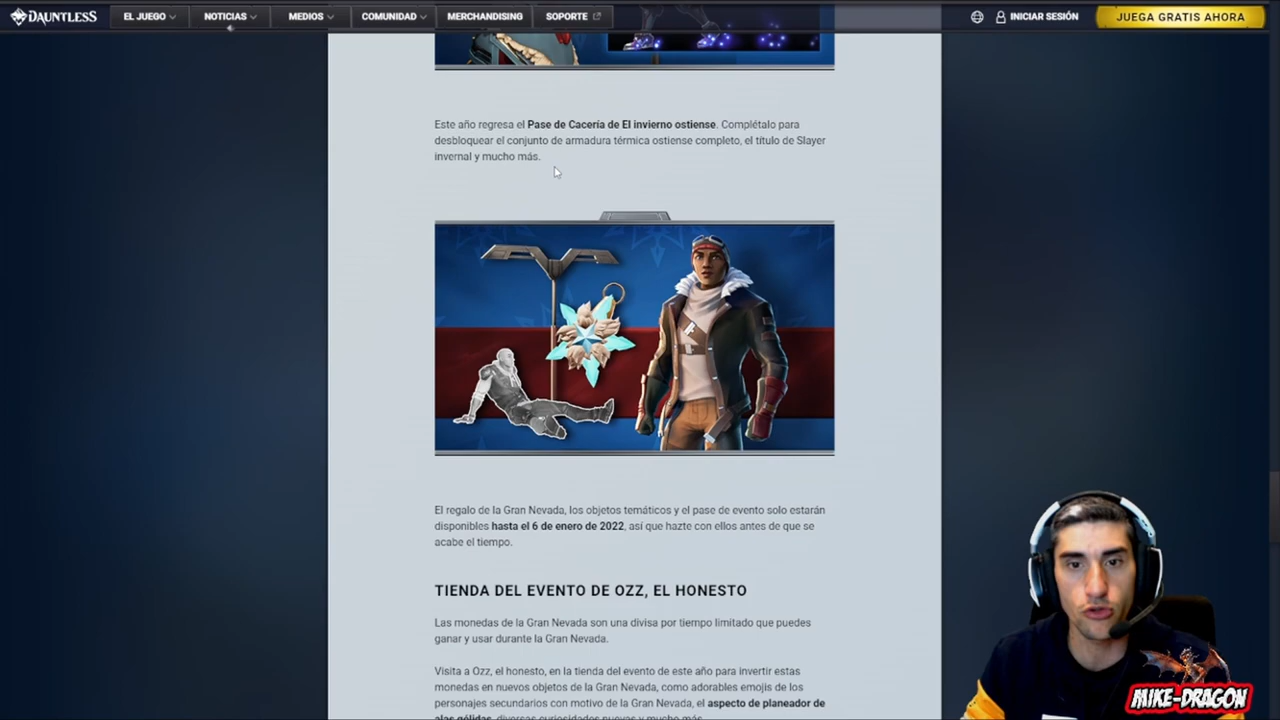 DAUNTLESS EL JUEGO NOTICIAS MEDIOS COMUNIDAD MERCHANDISING SOPORTE INICIAR SESIÓN JUEGA GRATIS AHORA
Este año regresa el Pase de Cacería de El invierno ostiense. Complétalo para
desbloquear el conjunto de armadura térmica ostiense completo, el título de Slayer
invernal y mucho más.
El regalo de la Gran Nevada, los objetos temáticos y el pase de evento solo estarán
disponibles hasta el 6 de enero de 2022, así que hazte con ellos antes de que se
acabe el tiempo.
TIENDA DEL EVENTO DE OZZ, EL HONESTO
Las monedas de la Gran Nevada son una divisa por tiempo limitado que puedes
ganar y usar durante la Gran Nevada.
Visita a Ozz, el honesto, en la tienda del evento de este año para invertir estas
monedas en nuevos objetos de la Gran Nevada, como adorables emojis de los
personajes secundarios con motivo de la Gran Nevada, el aspecto de planeador de
alas gélidas, diversas curiosidades nuevas y mucho más.
MIKE-DRAGON